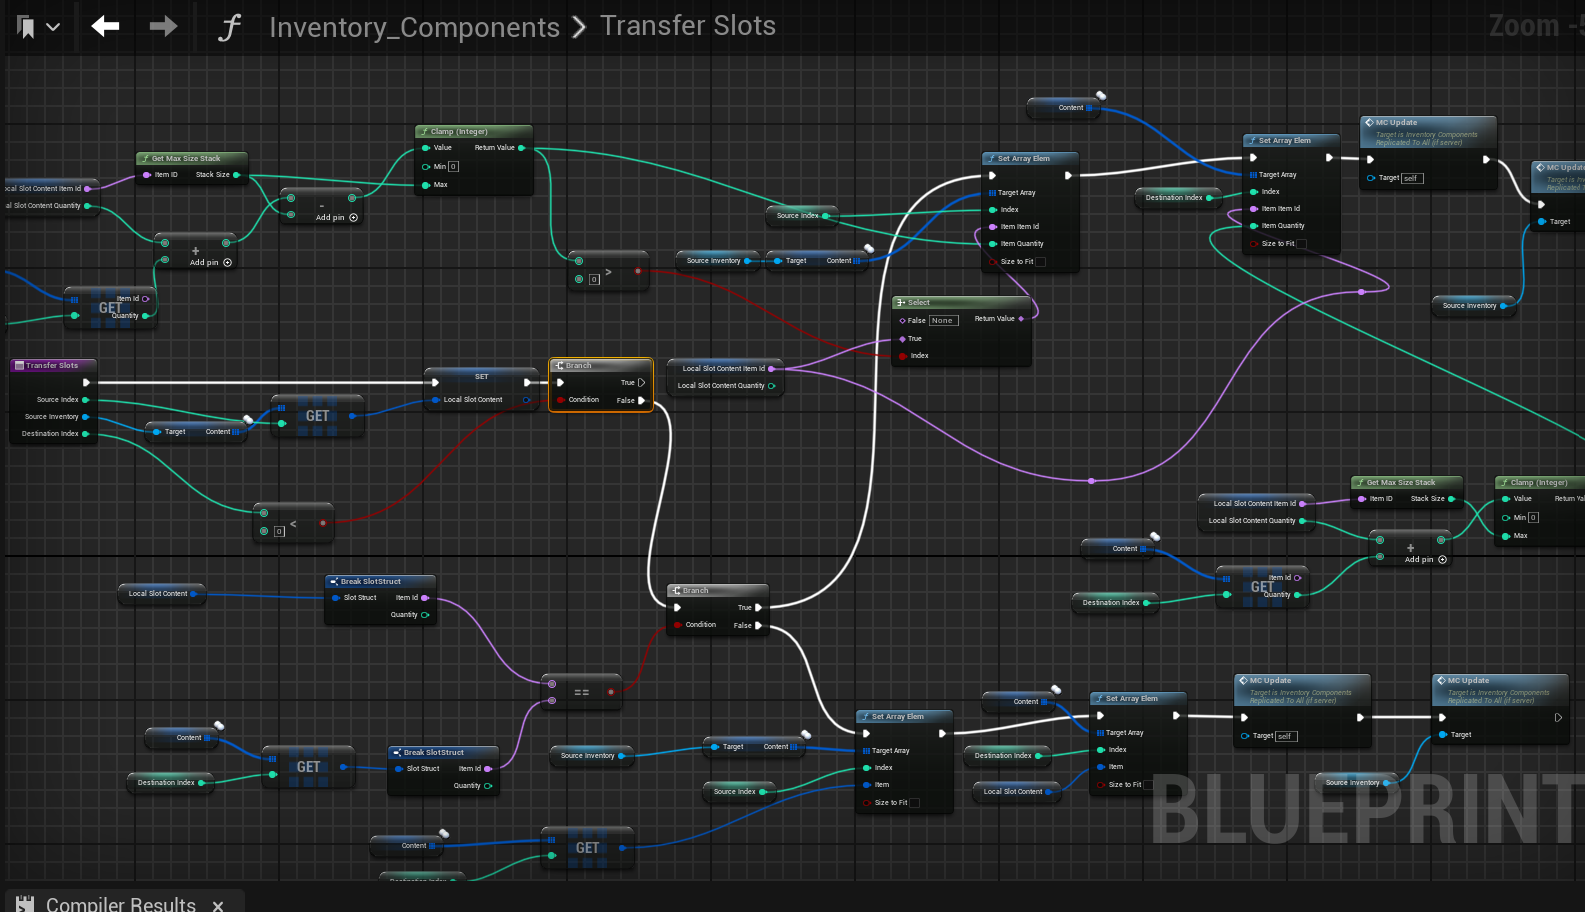 Inventory_Components > Transfer Slots
Zoom -5
Content
Clamp (Integer)
Value
Return Value
Min 0
Max
Get Max Size Stack
Item ID
Stack Size
ocal Slot Content Item Id
ocal Slot Content Quantity
-
Add pin
+
Add pin
GET
Item Id
Quantity
>
0
Source Index
Source Inventory
Target
Content
Set Array Elem
Target Array
Index
Item Item Id
Item Quantity
Size to Fit
Select
False None
Return Value
True
Index
Set Array Elem
Target Array
Destination Index
Index
Item Item Id
Item Quantity
Size to Fit
MC Update
Target is Inventory Components
Replicated To All (if server)
Target self
MC Upda
Target is In
Replicated T
Target
Source Inventory
Transfer Slots
Source Index
Source Inventory
Destination Index
Target
Content
GET
SET
Local Slot Content
Branch
True
Condition
False
Local Slot Content Item Id
Local Slot Content Quantity
<
0
Local Slot Content
Break SlotStruct
Slot Struct
Item Id
Quantity
Branch
True
Condition
False
==
Content
Destination Index
GET
Break SlotStruct
Slot Struct
Item Id
Quantity
Content
Destination Index
GET
Source Inventory
Target
Content
Source Index
Set Array Elem
Target Array
Index
Item
Size to Fit
Content
Destination Index
Local Slot Content
Set Array Elem
Target Array
Index
Item
Size to Fit
MC Update
Target is Inventory Components
Replicated To All (if server)
Target self
MC Update
Target is Inventory Components
Replicated To All (if server)
Target
Source Inventory
Local Slot Content Item Id
Local Slot Content Quantity
Get Max Size Stack
Item ID
Stack Size
Clamp (Integer)
Value
Return Va
Min 0
Max
+
Add pin
Content
Destination Index
GET
Item Id
Quantity
BLUEPRINT
Compiler Results